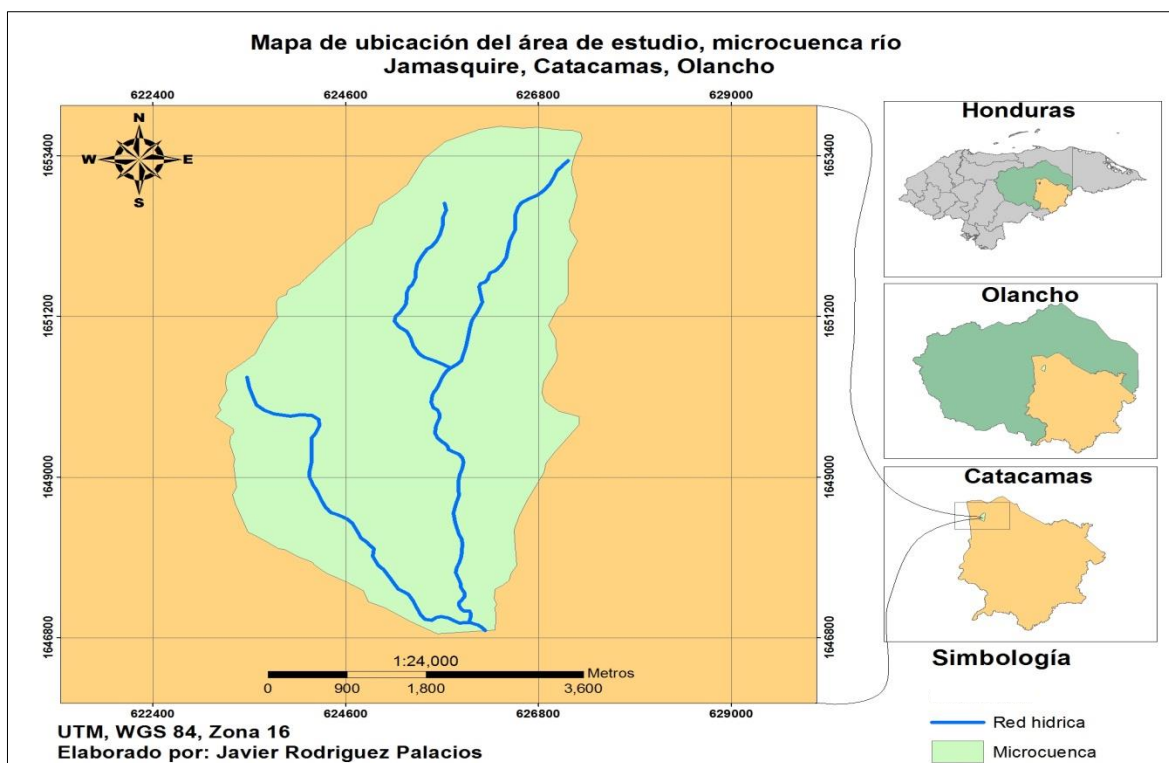 Mapa de ubicación del área de estudio, microcuenca río
Jamasquire, Catacamas, Olancho
622400
624600
626800
629000
N
W
E
S
1653400
1651200
1649000
1646800
1653400
1651200
1649000
1646800
1:24,000
Metros
0
900
1,800
3,600
622400
624600
626800
629000
UTM, WGS 84, Zona 16
Elaborado por: Javier Rodriguez Palacios
Honduras
Olancho
Catacamas
Simbología
Red hidrica
Microcuenca